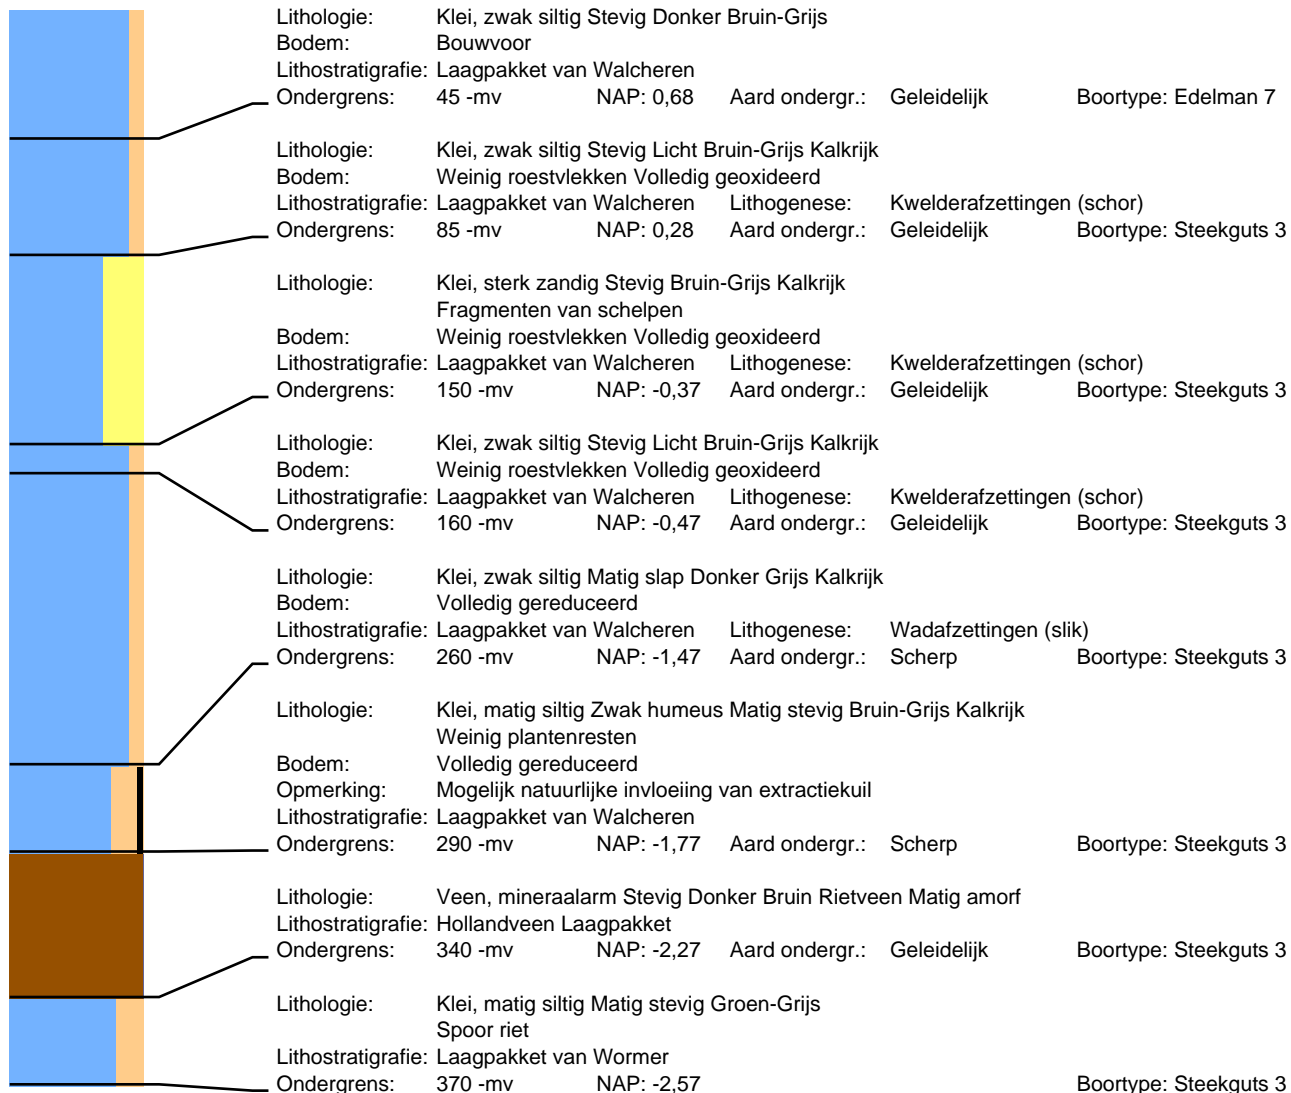 Lithologie: Klei, zwak siltig Stevig Donker Bruin-Grijs
Bodem: Bouwvoor
Lithostratigrafie: Laagpakket van Walcheren
Ondergrens: 45 -mv NAP: 0,68 Aard ondergr.: Geleidelijk Boortype: Edelman 7
Lithologie: Klei, zwak siltig Stevig Licht Bruin-Grijs Kalkrijk
Bodem: Weinig roestvlekken Volledig geoxideerd
Lithostratigrafie: Laagpakket van Walcheren Lithogenese: Kwelderafzettingen (schor)
Ondergrens: 85 -mv NAP: 0,28 Aard ondergr.: Geleidelijk Boortype: Steekguts 3
Lithologie: Klei, sterk zandig Stevig Bruin-Grijs Kalkrijk
Fragmenten van schelpen
Bodem: Weinig roestvlekken Volledig geoxideerd
Lithostratigrafie: Laagpakket van Walcheren Lithogenese: Kwelderafzettingen (schor)
Ondergrens: 150 -mv NAP: -0,37 Aard ondergr.: Geleidelijk Boortype: Steekguts 3
Lithologie: Klei, zwak siltig Stevig Licht Bruin-Grijs Kalkrijk
Bodem: Weinig roestvlekken Volledig geoxideerd
Lithostratigrafie: Laagpakket van Walcheren Lithogenese: Kwelderafzettingen (schor)
Ondergrens: 160 -mv NAP: -0,47 Aard ondergr.: Geleidelijk Boortype: Steekguts 3
Lithologie: Klei, zwak siltig Matig slap Donker Grijs Kalkrijk
Bodem: Volledig gereduceerd
Lithostratigrafie: Laagpakket van Walcheren Lithogenese: Wadafzettingen (slik)
Ondergrens: 260 -mv NAP: -1,47 Aard ondergr.: Scherp Boortype: Steekguts 3
Lithologie: Klei, matig siltig Zwak humeus Matig stevig Bruin-Grijs Kalkrijk
Weinig plantenresten
Bodem: Volledig gereduceerd
Opmerking: Mogelijk natuurlijke invloeiing van extractiekuil
Lithostratigrafie: Laagpakket van Walcheren
Ondergrens: 290 -mv NAP: -1,77 Aard ondergr.: Scherp Boortype: Steekguts 3
Lithologie: Veen, mineraalarm Stevig Donker Bruin Rietveen Matig amorf
Lithostratigrafie: Hollandveen Laagpakket
Ondergrens: 340 -mv NAP: -2,27 Aard ondergr.: Geleidelijk Boortype: Steekguts 3
Lithologie: Klei, matig siltig Matig stevig Groen-Grijs
Spoor riet
Lithostratigrafie: Laagpakket van Wormer
Ondergrens: 370 -mv NAP: -2,57 Boortype: Steekguts 3